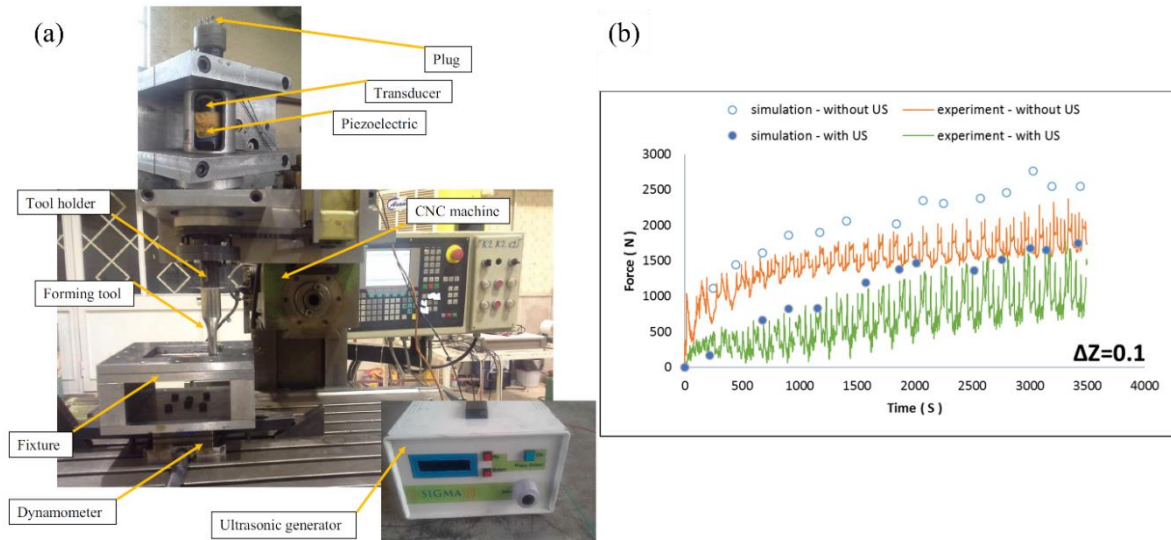 (a)
Plug
Transducer
Piezoelectric
Tool holder
CNC machine
Forming tool
Fixture
Dynamometer
Ultrasonic generator
SIGMA
(b)
simulation - without US
experiment - without US
simulation - with US
experiment - with US
3000
2500
2000
1500
1000
500
0
Force ( N )
0 500 1000 1500 2000 2500 3000 3500 4000
Time ( S )
ΔZ=0.1